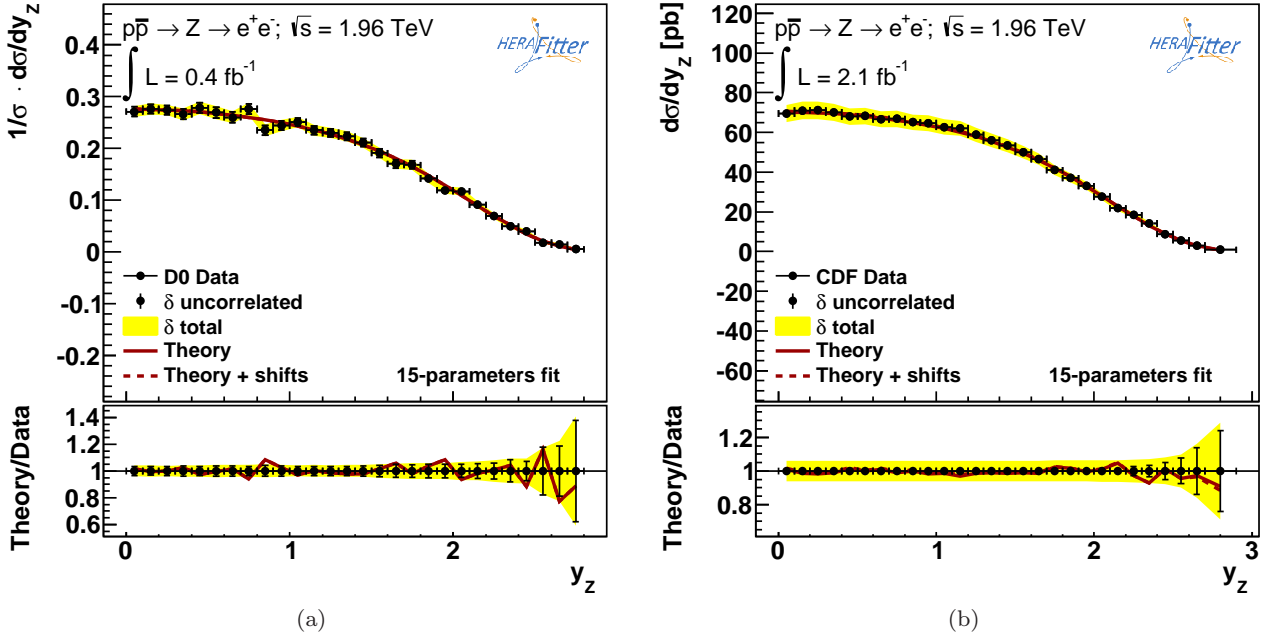 1/σ · dσ/dy_Z
pp̅ → Z → e⁺e⁻; √s = 1.96 TeV
HERAFitter
∫ L = 0.4 fb⁻¹
0.4
0.3
0.2
0.1
0
-0.1
-0.2
D0 Data
δ uncorrelated
δ total
Theory
Theory + shifts
15-parameters fit
Theory/Data
1.4
1.2
1
0.8
0.6
0 1 2
y_Z
(a)
dσ/dy_Z [pb]
pp̅ → Z → e⁺e⁻; √s = 1.96 TeV
HERAFitter
∫ L = 2.1 fb⁻¹
120
100
80
60
40
20
0
-20
-40
-60
CDF Data
δ uncorrelated
δ total
Theory
Theory + shifts
15-parameters fit
Theory/Data
1.2
1
0.8
0 1 2 3
y_Z
(b)